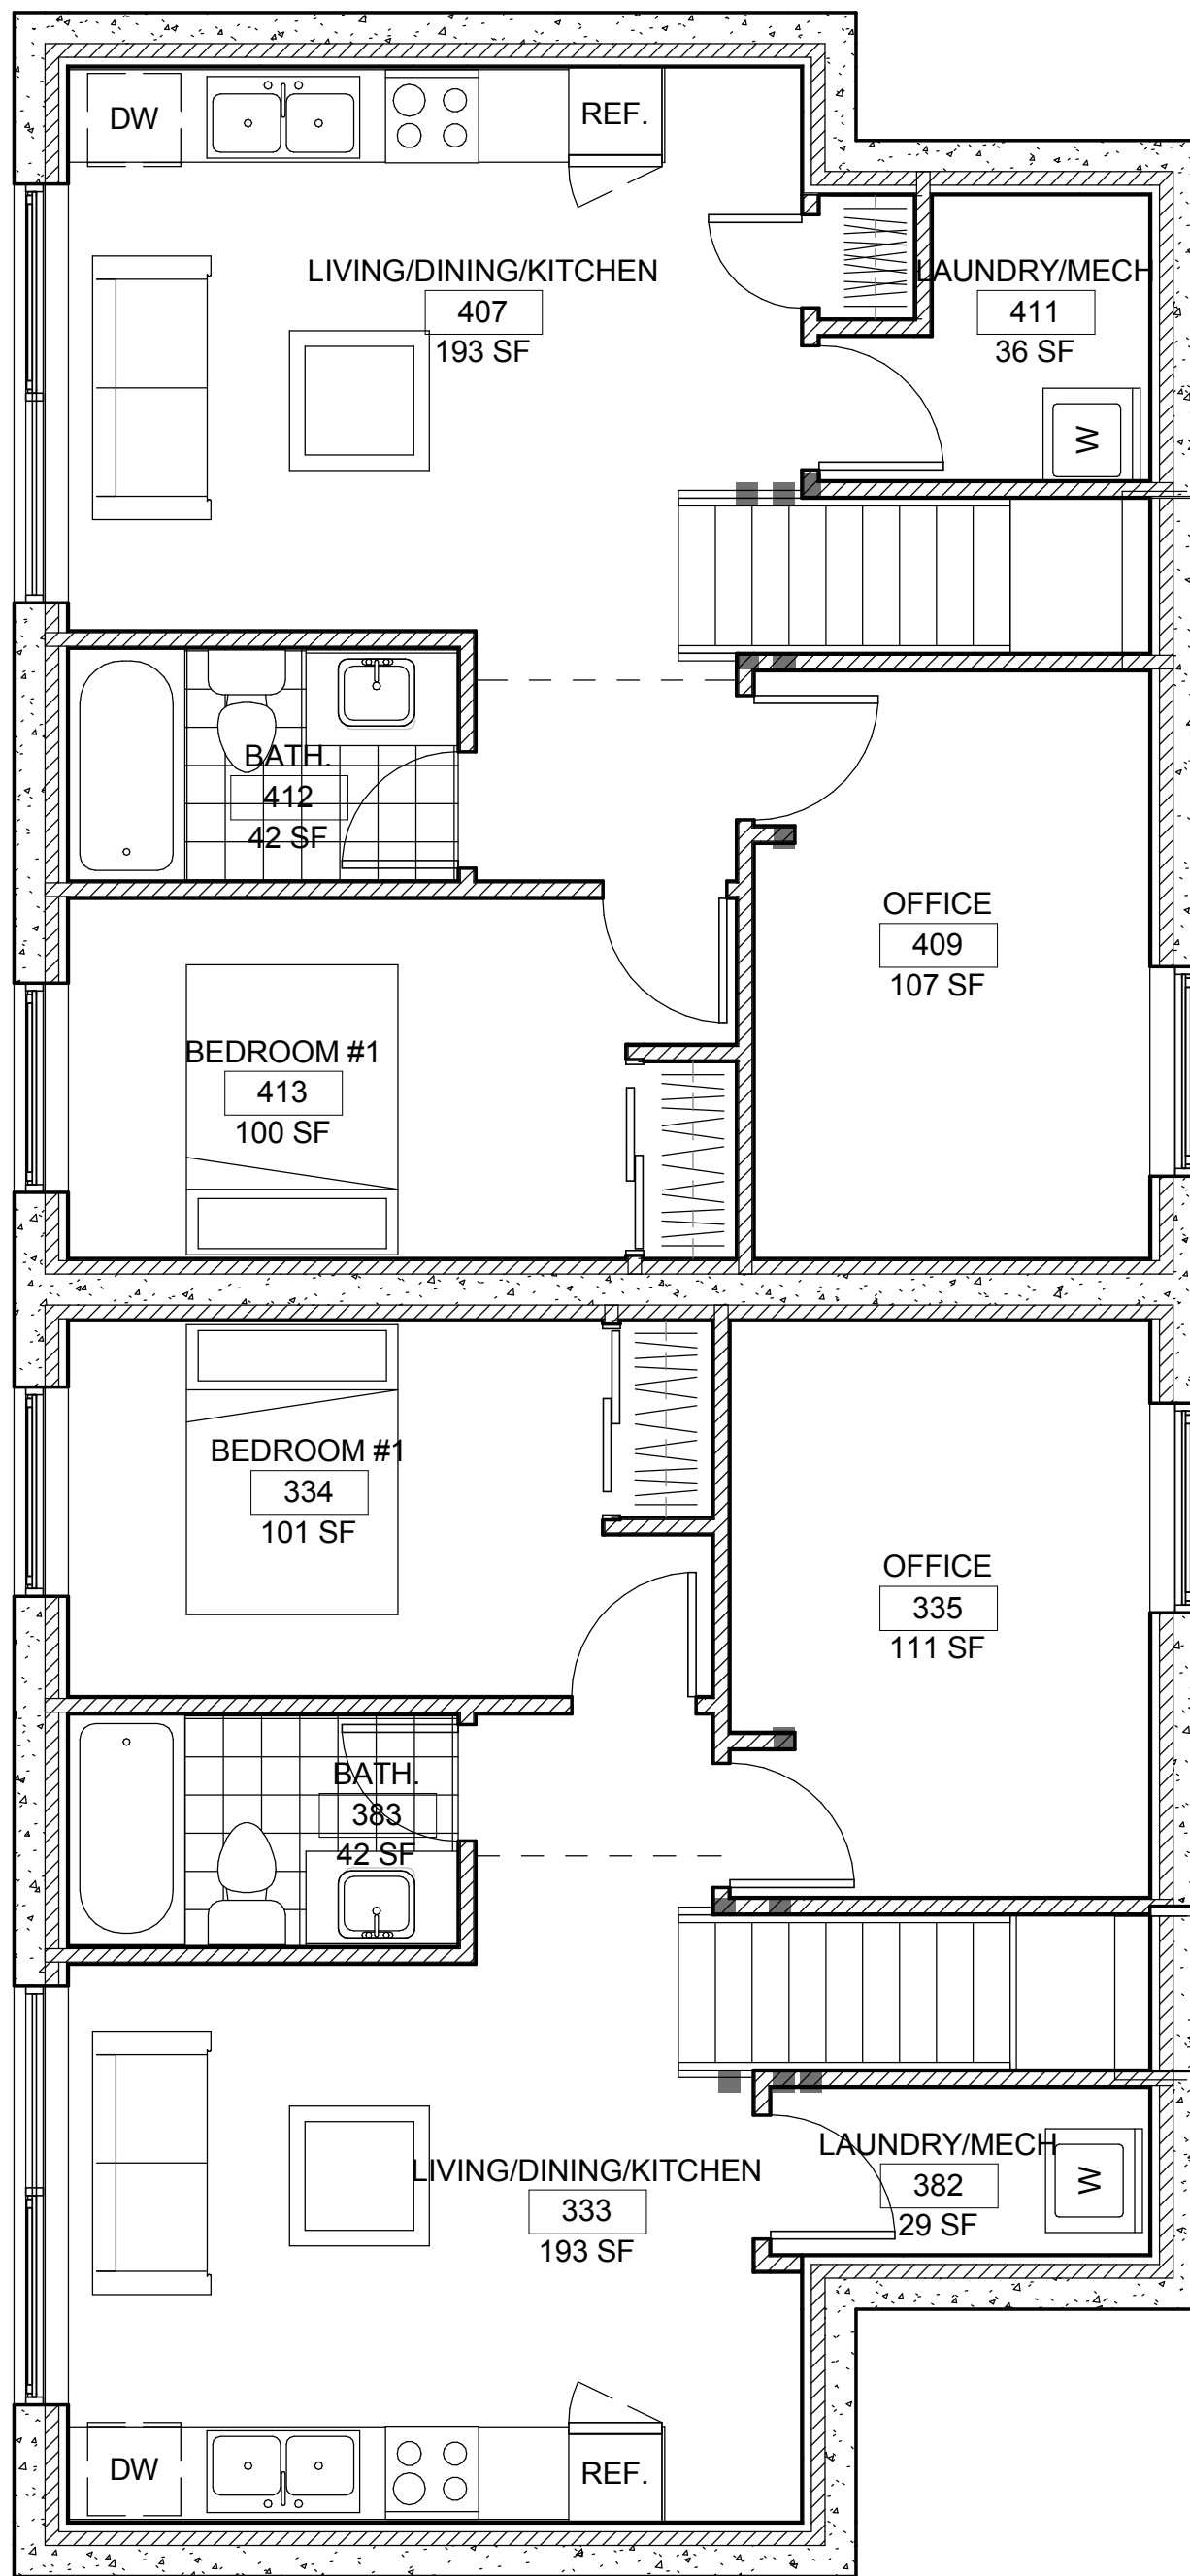 DW
REF.
LIVING/DINING/KITCHEN
407
193 SF
LAUNDRY/MECH
411
36 SF
W
BATH.
412
42 SF
OFFICE
409
107 SF
BEDROOM #1
413
100 SF
BEDROOM #1
334
101 SF
OFFICE
335
111 SF
BATH.
383
42 SF
LAUNDRY/MECH
382
29 SF
W
LIVING/DINING/KITCHEN
333
193 SF
DW
REF.